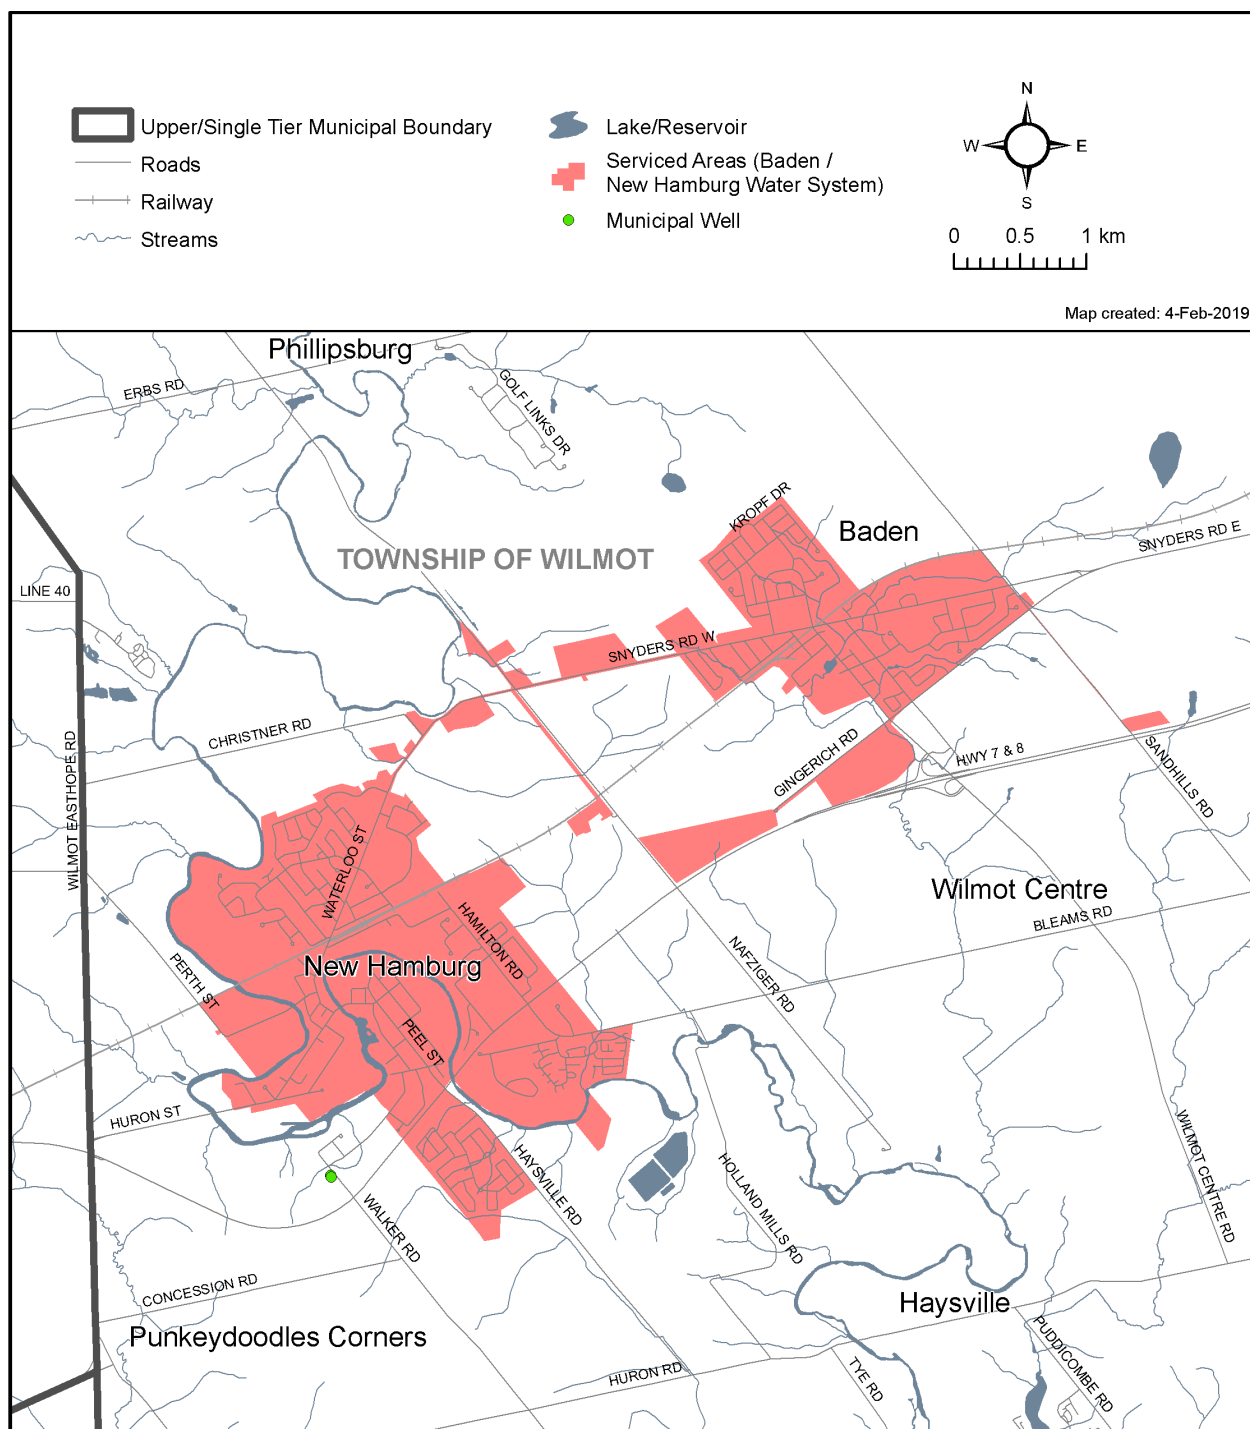 Upper/Single Tier Municipal Boundary
Roads
Railway
Streams
Lake/Reservoir
Serviced Areas (Baden /
New Hamburg Water System)
Municipal Well
N
W
E
S
0 0.5 1 km
Map created: 4-Feb-2019
Phillipsburg
ERBS RD
GOLF LINKS DR
KROPF DR
Baden
SNYDERS RD E
TOWNSHIP OF WILMOT
LINE 40
SNYDERS RD W
CHRISTNER RD
WILMOT EASTHOPE RD
GINGERICH RD
HWY 7 & 8
SANDHILLS RD
WATERLOO ST
Wilmot Centre
BLEAMS RD
HAMILTON RD
New Hamburg
PERTH ST
NAFZIGER RD
PEEL ST
HURON ST
WILMOT CENTRE RD
HAYSVILLE RD
HOLLAND MILLS RD
WALKER RD
CONCESSION RD
Haysville
Punkeydoodles Corners
PUDDICOMBE RD
HURON RD
TYE RD